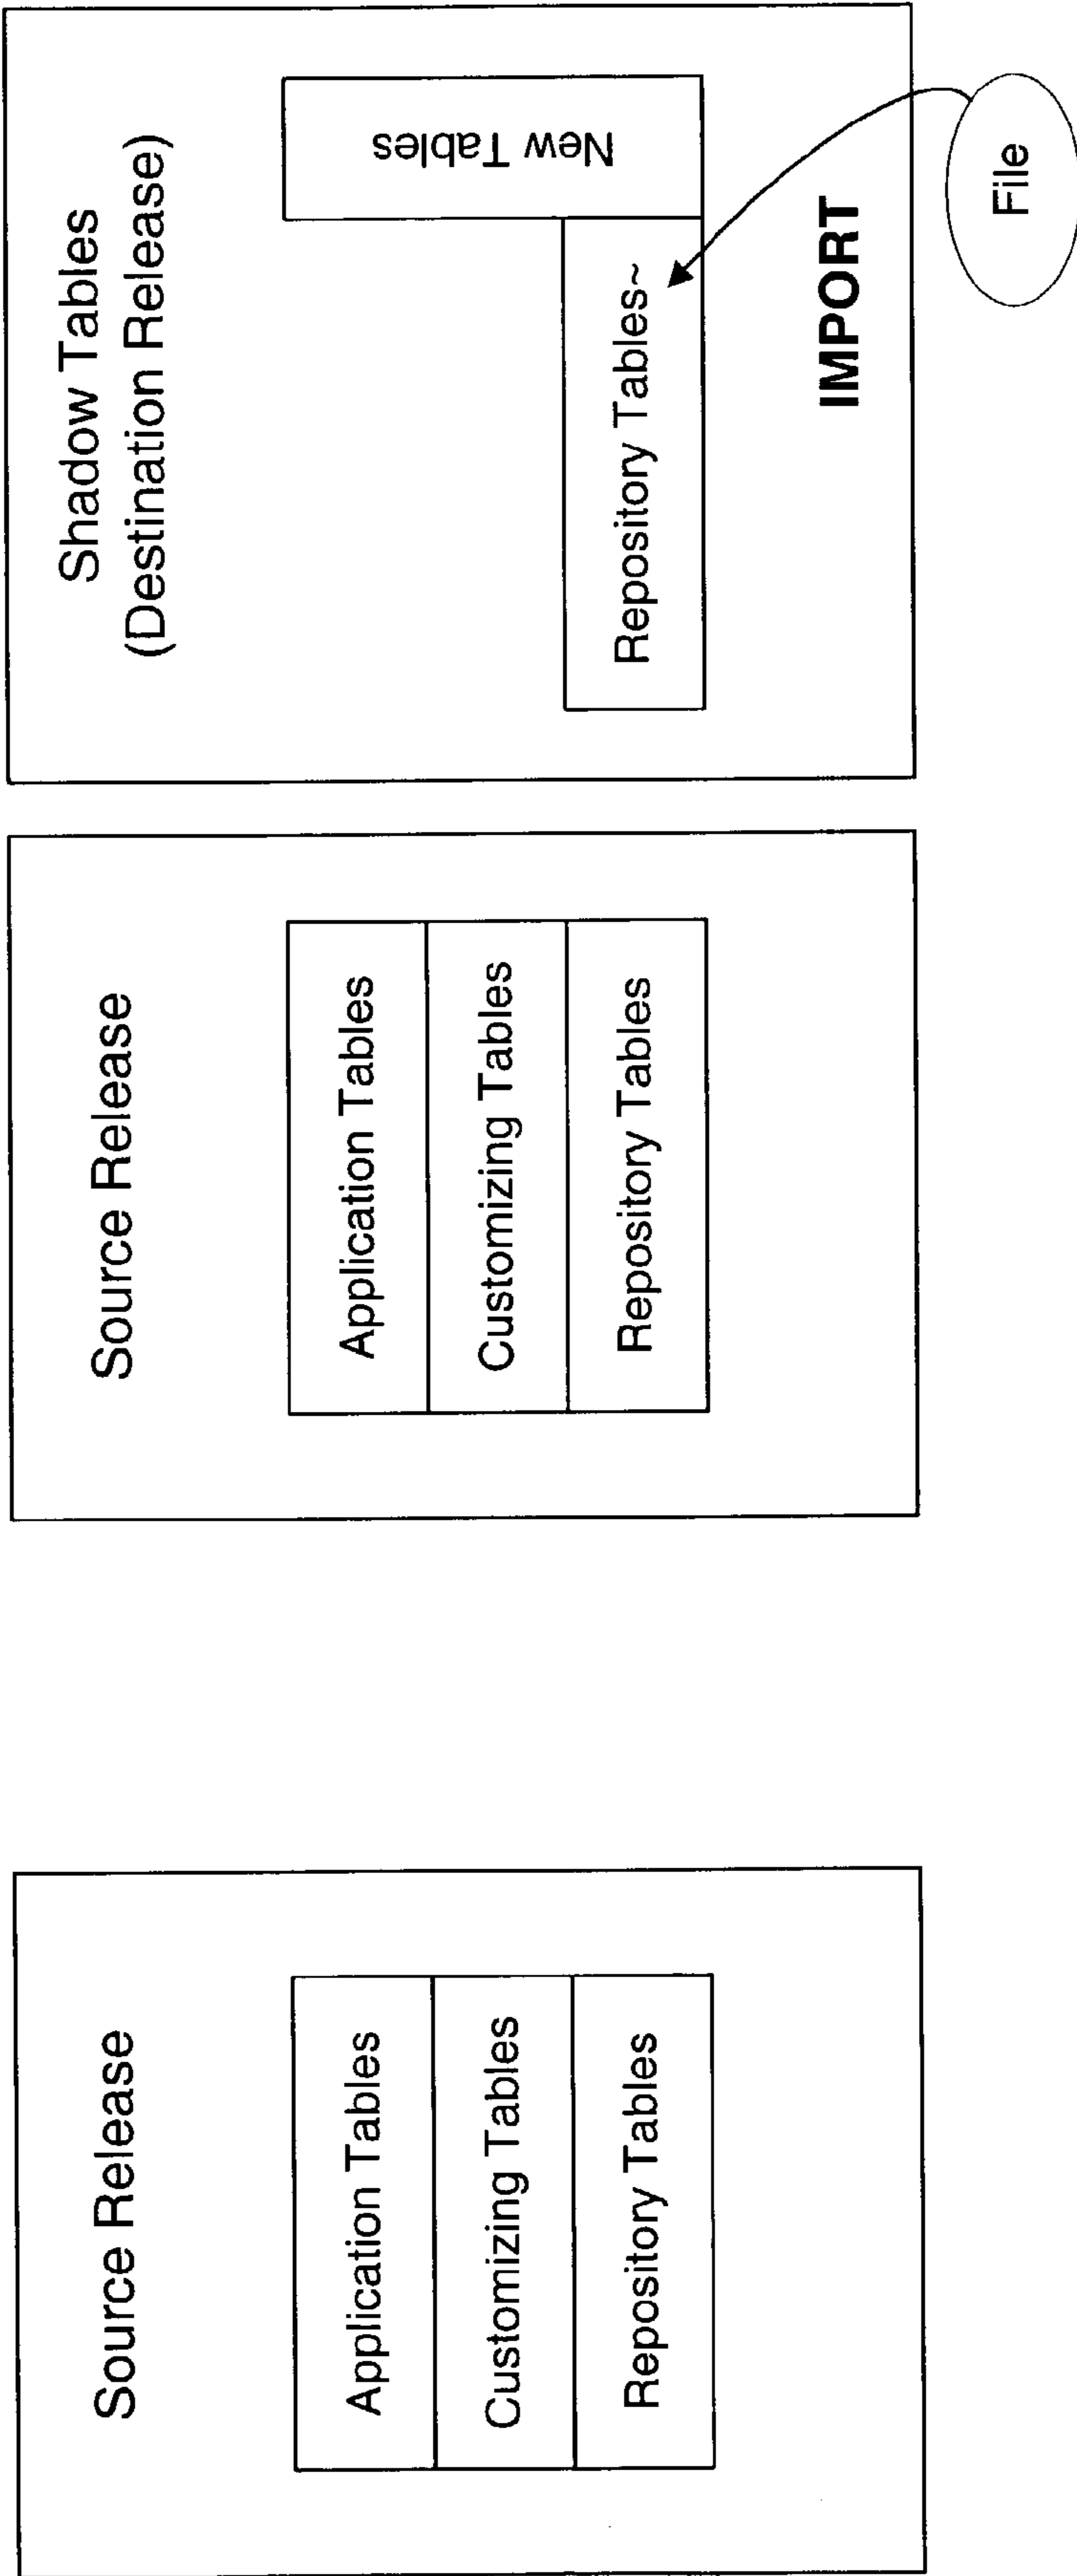 Source Release
Application Tables
Customizing Tables
Repository Tables
Source Release
Application Tables
Customizing Tables
Repository Tables
Shadow Tables
(Destination Release)
New Tables
Repository Tables~
IMPORT
File